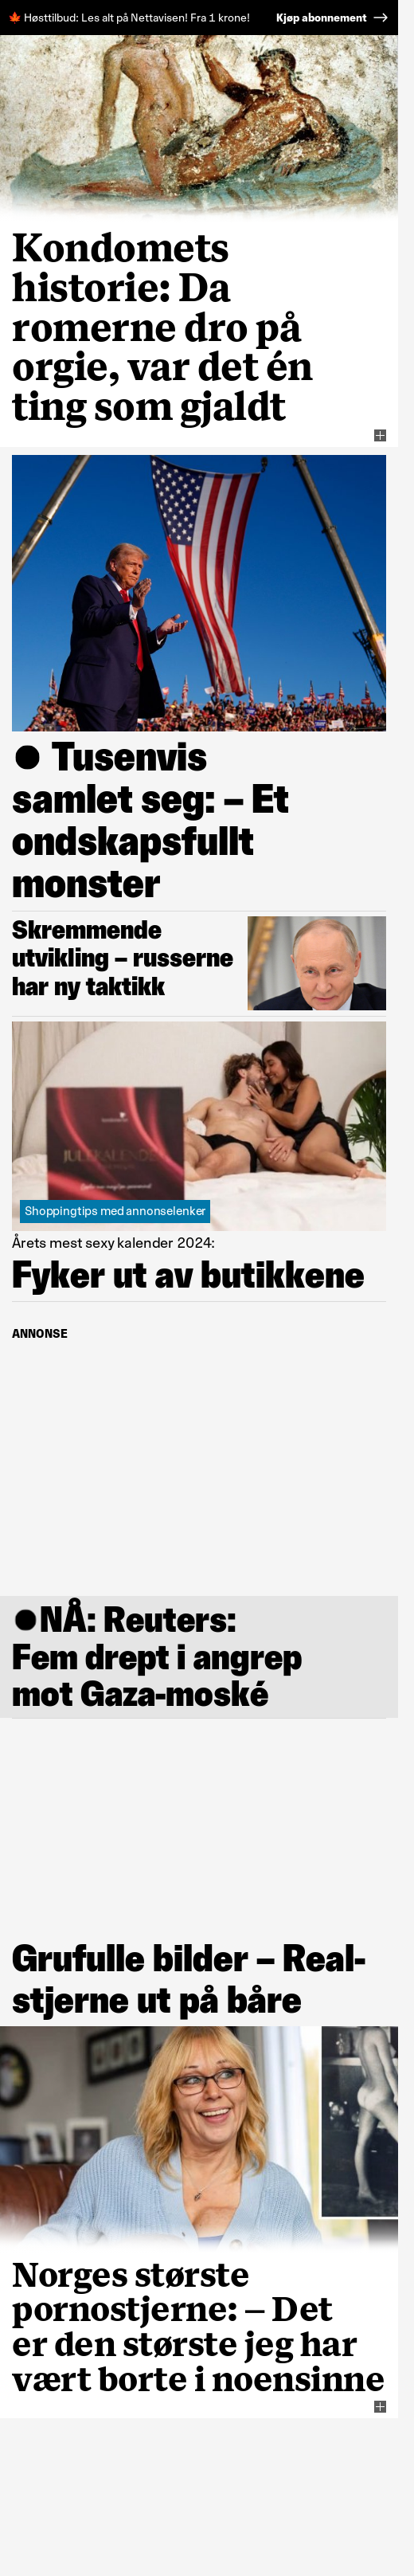 🍁 Høsttilbud: Les alt på Nettavisen! Fra 1 krone! Kjøp abonnement →
Kondomets
historie: Da
romerne dro på
orgie, var det én
ting som gjaldt
● Tusenvis
samlet seg: – Et
ondskapsfullt
monster
Skremmende
utvikling – russerne
har ny taktikk
JULEKALENDER
Shoppingtips med annonselenker
Årets mest sexy kalender 2024:
Fyker ut av butikkene
ANNONSE
●NÅ: Reuters:
Fem drept i angrep
mot Gaza-moské
Grufulle bilder – Real-
stjerne ut på båre
Norges største
pornostjerne: – Det
er den største jeg har
vært borte i noensinne